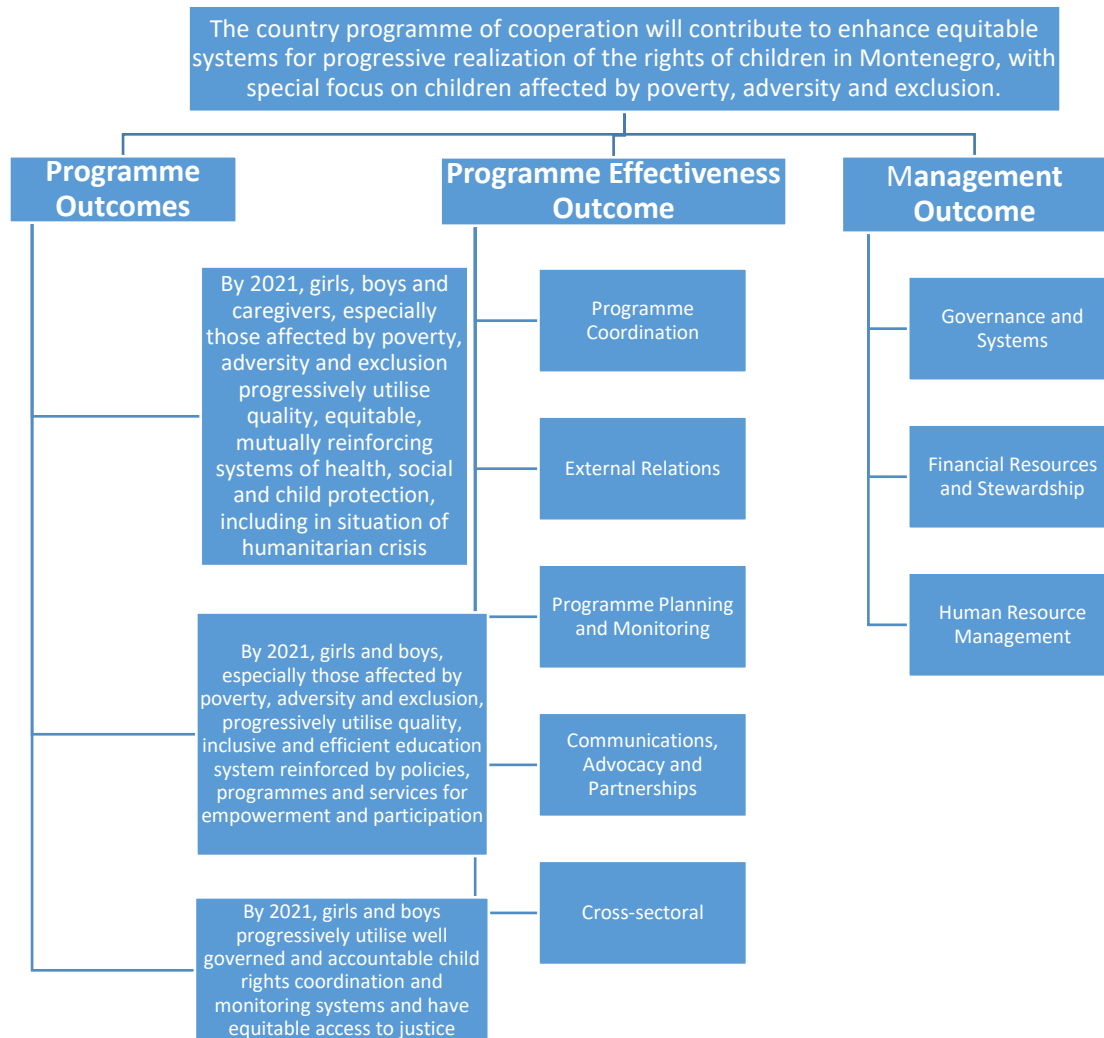 The country programme of cooperation will contribute to enhance equitable
systems for progressive realization of the rights of children in Montenegro, with
special focus on children affected by poverty, adversity and exclusion.
Programme
Outcomes
By 2021, girls, boys and
caregivers, especially
those affected by poverty,
adversity and exclusion
progressively utilise
quality, equitable,
mutually reinforcing
systems of health, social
and child protection,
including in situation of
humanitarian crisis
By 2021, girls and boys,
especially those affected by
poverty, adversity and exclusion,
progressively utilise quality,
inclusive and efficient education
system reinforced by policies,
programmes and services for
empowerment and participation
By 2021, girls and boys
progressively utilise well
governed and accountable child
rights coordination and
monitoring systems and have
equitable access to justice
Programme Effectiveness
Outcome
Programme
Coordination
External Relations
Programme Planning
and Monitoring
Communications,
Advocacy and
Partnerships
Cross-sectoral
Management
Outcome
Governance and
Systems
Financial Resources
and Stewardship
Human Resource
Management